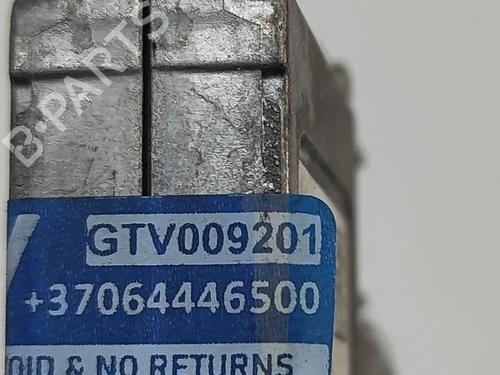 B-PARTS
GTV009201
+37064446500
OID & NO RETURNS